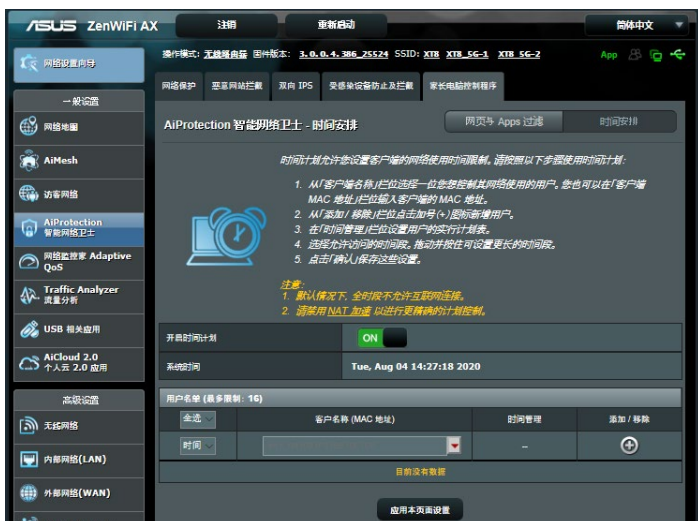 ASUS ZenWiFi AX 注销 重新启动 简体中文
网络设置向导
操作模式: 无线路由器 固件版本: 3.0.0.4.386_25524 SSID: XT8 XT8_5G-1 XT8_5G-2 App
一般设置
网络地图
AiMesh
访客网络
AiProtection
智能网络卫士
网络监控家 Adaptive
QoS
Traffic Analyzer
流量分析
USB 相关应用
AiCloud 2.0
个人云 2.0 应用
高级设置
无线网络
内部网络(LAN)
外部网络(WAN)
网络保护 恶意网站拦截 双向 IPS 受感染设备防止及拦截 家长电脑控制程序
AiProtection 智能网络卫士 - 时间安排
网页与 Apps 过滤 时间安排
时间计划允许您设置客户端的网络使用时间限制。请按照以下步骤使用时间计划:
1. 从「客户端名称」栏位选择一位您想控制其网络使用的用户。您也可以在「客户端
MAC 地址」栏位输入客户端的 MAC 地址。
2. 从「添加 / 移除」栏位点击加号(+)图标新增用户。
3. 在「时间管理」栏位设置用户的实行计划表。
4. 选择允许访问的时间段。拖动并按住可设置更长的时间段。
5. 点击「确认」保存这些设置。
注意:
1. 默认情况下, 全时段不允许互联网连接。
2. 请禁用 NAT 加速 以进行更精确的计划控制。
开启时间计划 ON
系统时间 Tue, Aug 04 14:27:18 2020
用户名单 (最多限制: 16)
全选 客户名称 (MAC 地址) 时间管理 添加 / 移除
时间 --
目前没有数据
应用本页面设置